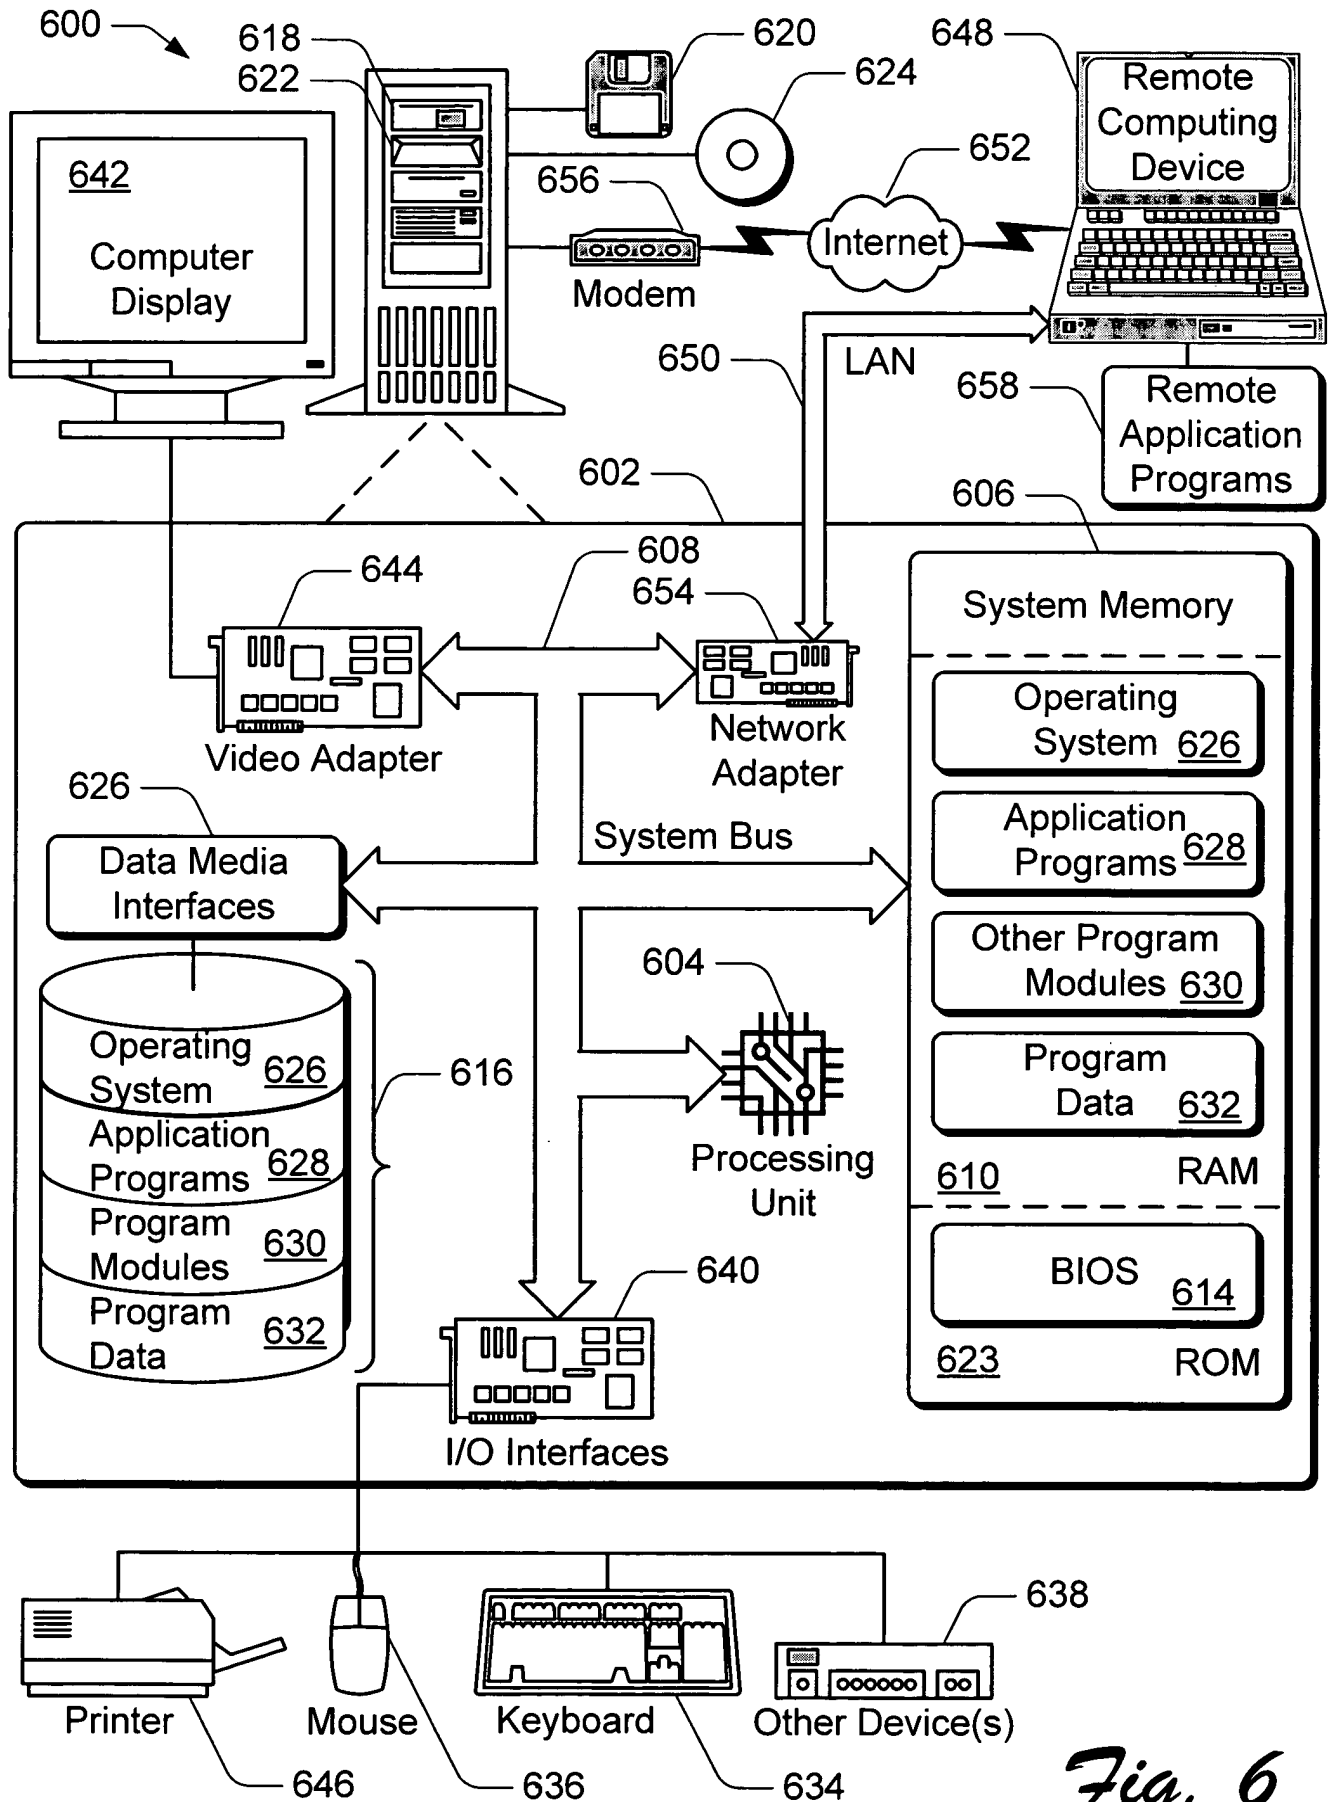 600
618
622
620
624
648
Remote
Computing
Device
642
Computer
Display
656
Modem
652
Internet
650
LAN
658
Remote
Application
Programs
602
606
608
644
654
Video Adapter
Network
Adapter
System Memory
Operating
System 626
Application
Programs 628
Other Program
Modules 630
Program
Data 632
610 RAM
BIOS 614
623 ROM
626
Data Media
Interfaces
System Bus
604
Processing
Unit
Operating
System 626
Application
Programs 628
Program
Modules 630
Program
Data 632
616
640
I/O Interfaces
638
Printer
Mouse
Keyboard
Other Device(s)
646
636
634
Fig. 6